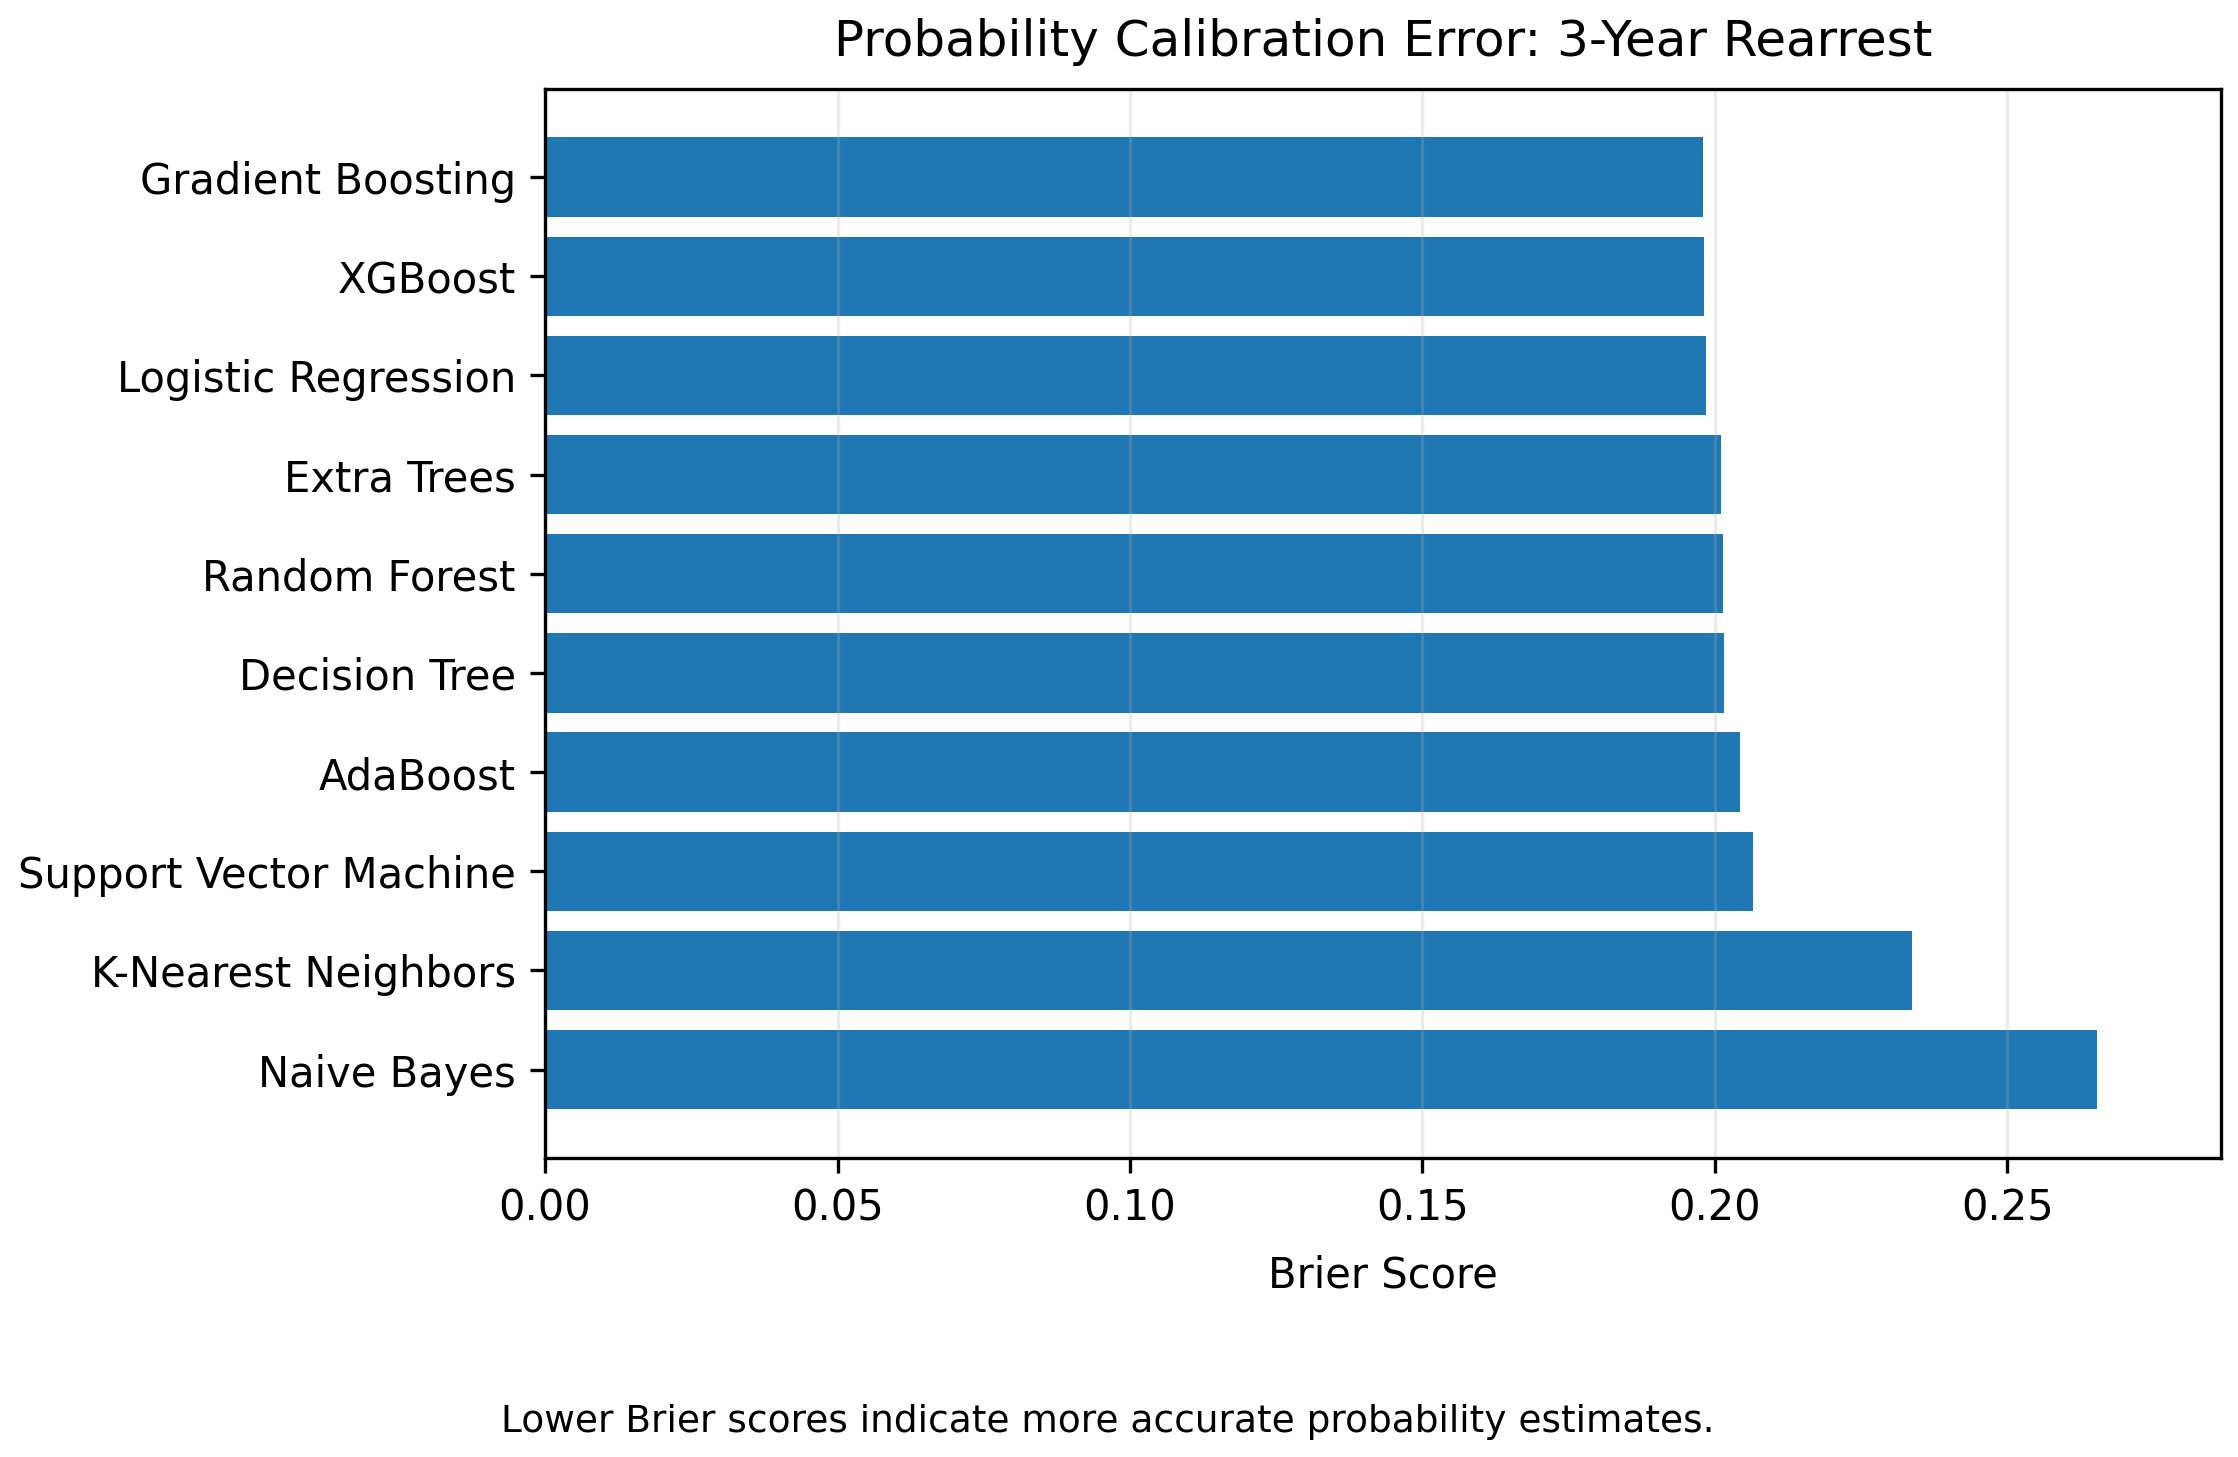 Probability Calibration Error: 3-Year Rearrest
Gradient Boosting
XGBoost
Logistic Regression
Extra Trees
Random Forest
Decision Tree
AdaBoost
Support Vector Machine
K-Nearest Neighbors
Naive Bayes
0.00 0.05 0.10 0.15 0.20 0.25
Brier Score
Lower Brier scores indicate more accurate probability estimates.